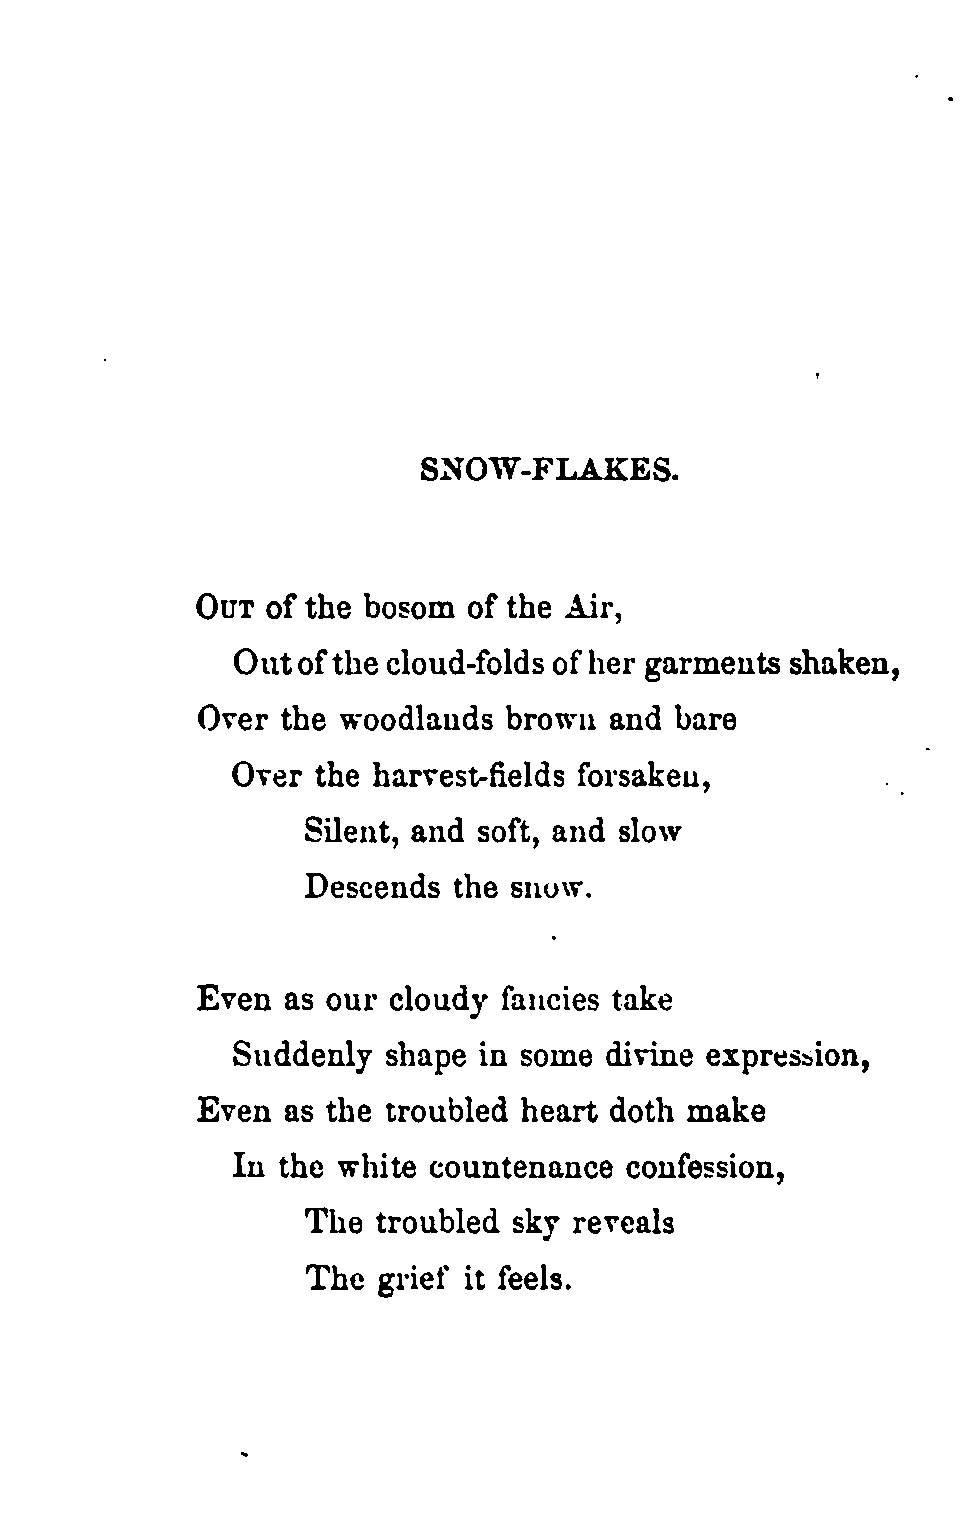 SNOW-FLAKES.
OUT of the bosom of the Air,
Out of the cloud-folds of her garments shaken,
Over the woodlands brown and bare
Over the harvest-fields forsaken,
Silent, and soft, and slow
Descends the snow.
Even as our cloudy fancies take
Suddenly shape in some divine expression,
Even as the troubled heart doth make
In the white countenance confession,
The troubled sky reveals
The grief it feels.